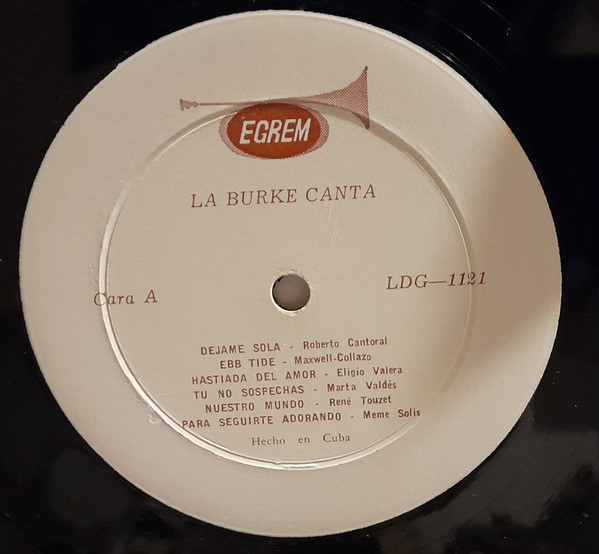 EGREM
LA BURKE CANTA
Cara A
LDG—1121
DEJAME SOLA - Roberto Cantoral
EBB TIDE - Maxwell-Collazo
HASTIADA DEL AMOR - Eligio Valera
TU NO SOSPECHAS - Marta Valdés
NUESTRO MUNDO - René Touzet
PARA SEGUIRTE ADORANDO - Meme Solis
Hecho en Cuba